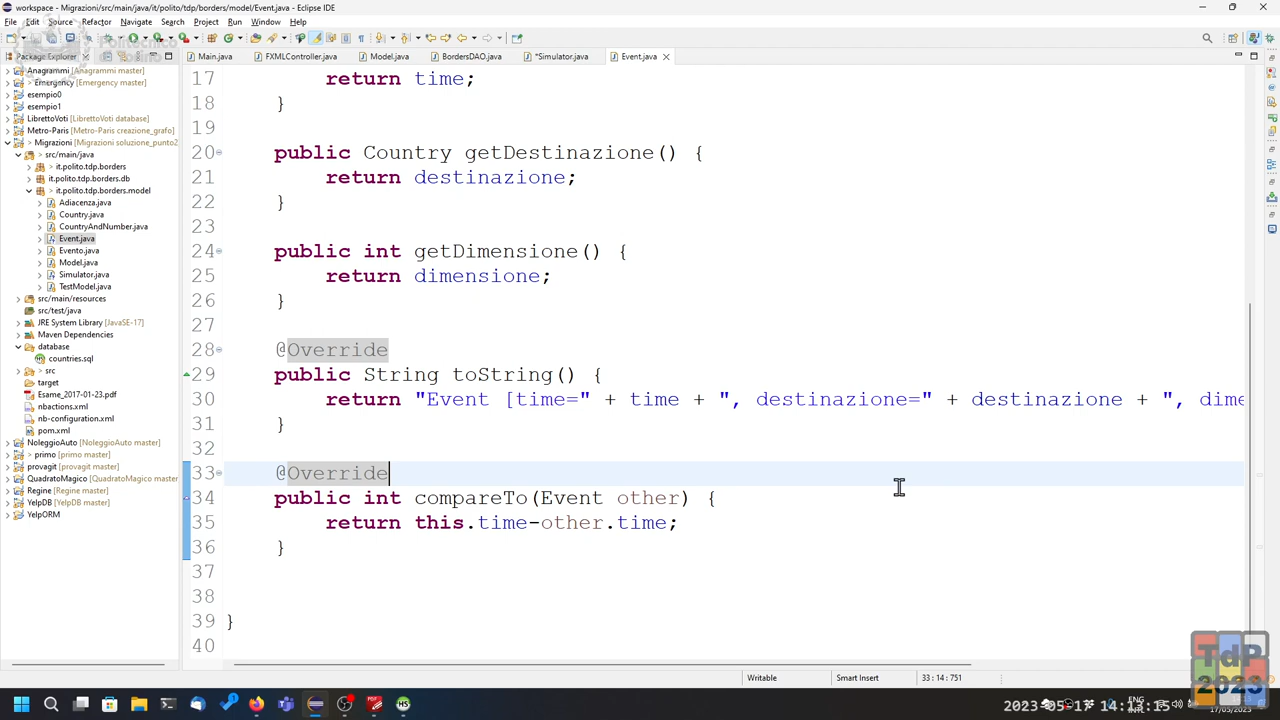 workspace - Migrazioni/src/main/java/it/polito/tdp/borders/model/Event.java - Eclipse IDE
File Edit Source Refactor Navigate Search Project Run Window Help
Package Explorer
Main.java
FXMLController.java
Model.java
BordersDAO.java
*Simulator.java
Event.java
Anagrammi [Anagrammi master]
> Emergency [Emergency master]
esempio0
esempio1
LibrettoVoti [LibrettoVoti database]
Metro-Paris [Metro-Paris creazione_grafo]
> Migrazioni [Migrazioni soluzione_punto2
> src/main/java
> it.polito.tdp.borders
it.polito.tdp.borders.db
> it.polito.tdp.borders.model
Adiacenza.java
Country.java
CountryAndNumber.java
Event.java
Evento.java
Model.java
Simulator.java
TestModel.java
src/main/resources
src/test/java
JRE System Library [JavaSE-17]
Maven Dependencies
database
countries.sql
> src
target
Esame_2017-01-23.pdf
nbactions.xml
nb-configuration.xml
pom.xml
NoleggioAuto [NoleggioAuto master]
> primo [primo master]
provagit [provagit master]
QuadratoMagico [QuadratoMagico master]
Regine [Regine master]
YelpDB [YelpDB master]
YelpORM
17 return time;
18 }
19
20 public Country getDestinazione() {
21 return destinazione;
22 }
23
24 public int getDimensione() {
25 return dimensione;
26 }
27
28 @Override
29 public String toString() {
30 return "Event [time=" + time + ", destinazione=" + destinazione + ", dime
31 }
32
33 @Override
34 public int compareTo(Event other) {
35 return this.time-other.time;
36 }
37
38
39 }
40
Writable
Smart Insert
33 : 14 : 751
TdP
2023
ENG
2023-05-17 14:15:15